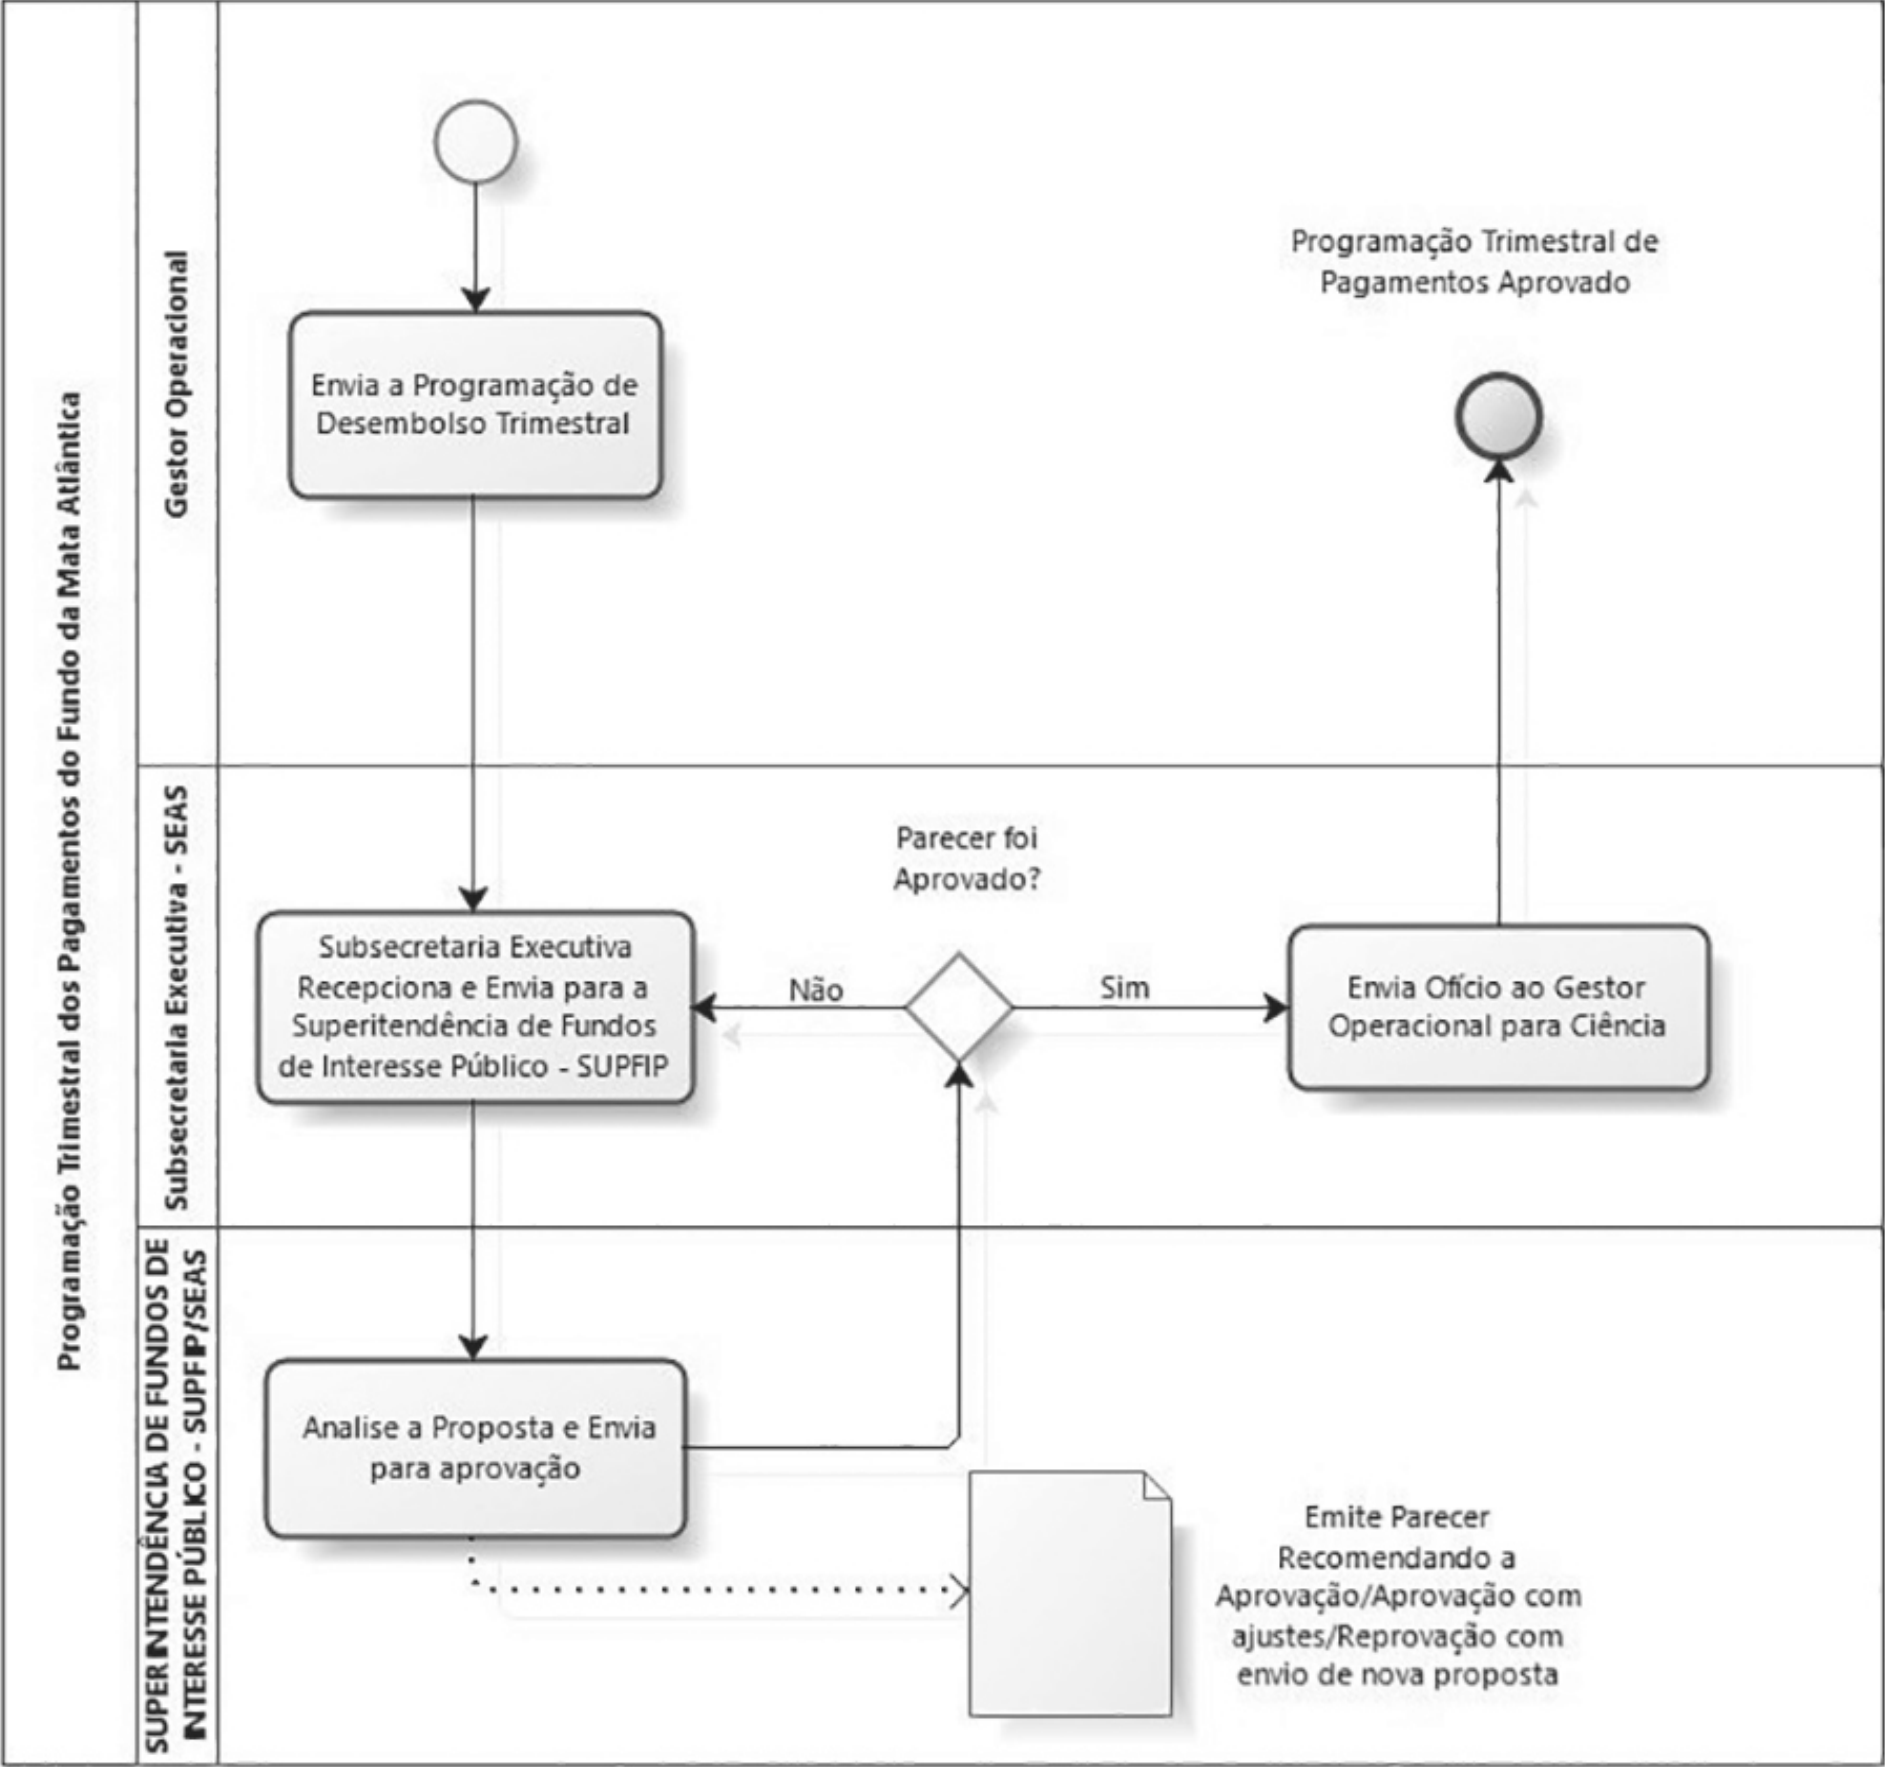 Programação Trimestral dos Pagamentos do Fundo da Mata Atlântica
Gestor Operacional
Envia a Programação de
Desembolso Trimestral
Programação Trimestral de
Pagamentos Aprovado
Subsecretaria Executiva - SEAS
Subsecretaria Executiva
Recepciona e Envia para a
Superitendência de Fundos
de Interesse Público - SUPFIP
Parecer foi
Aprovado?
Não
Sim
Envia Ofício ao Gestor
Operacional para Ciência
SUPERINTENDÊNCIA DE FUNDOS DE
INTERESSE PÚBLICO - SUPFIP/SEAS
Analise a Proposta e Envia
para aprovação
Emite Parecer
Recomendando a
Aprovação/Aprovação com
ajustes/Reprovação com
envio de nova proposta